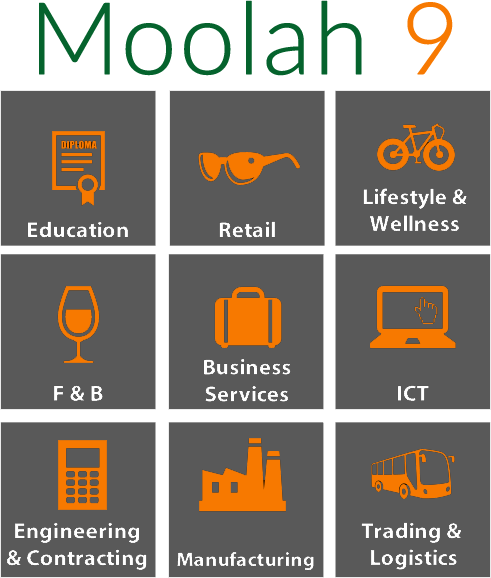 Moolah 9
DIPLOMA
Education
Retail
Lifestyle &
Wellness
F & B
Business
Services
ICT
Engineering
& Contracting
Manufacturing
Trading &
Logistics